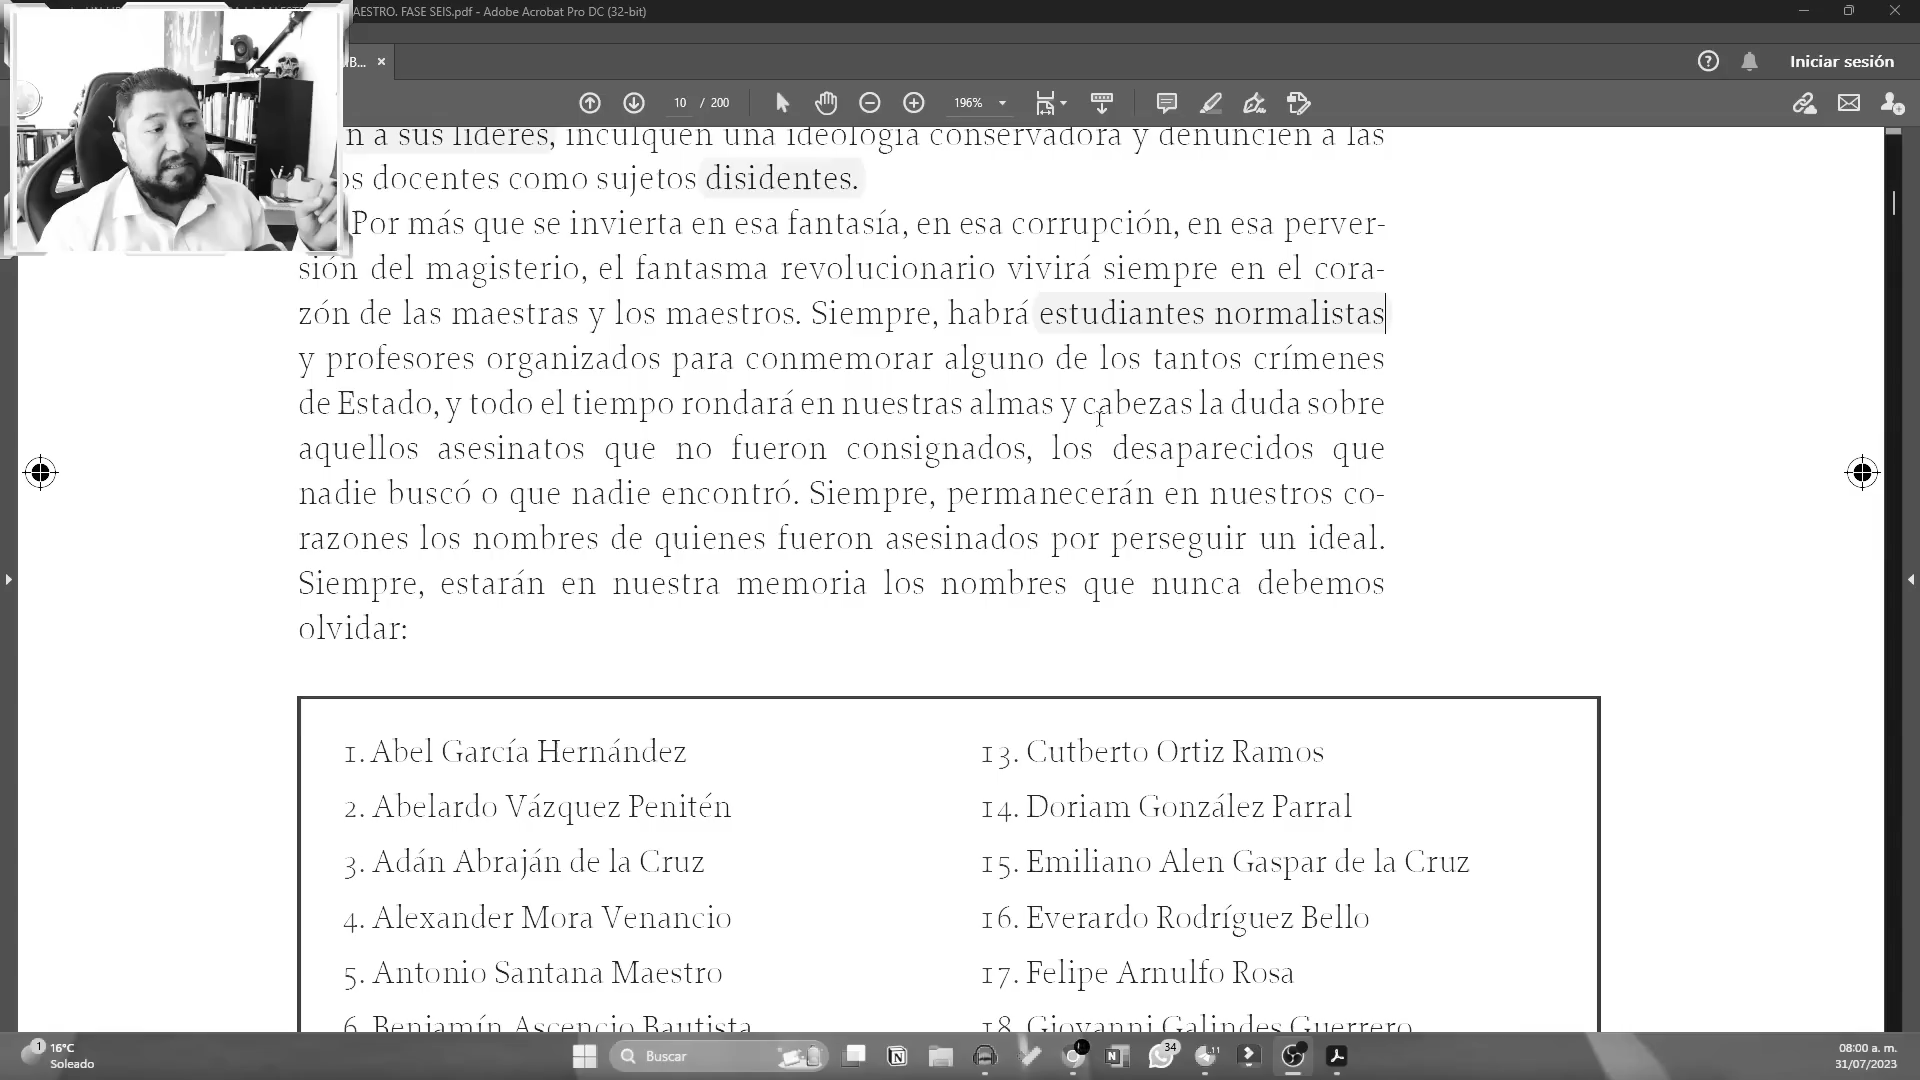 AESTRO. FASE SEIS.pdf - Adobe Acrobat Pro DC (32-bit)
B...
Iniciar sesión
10 / 200
196%
n a sus líderes, inculquen una ideología conservadora y denuncien a las
os docentes como sujetos disidentes.
Por más que se invierta en esa fantasía, en esa corrupción, en esa perver-
sión del magisterio, el fantasma revolucionario vivirá siempre en el cora-
zón de las maestras y los maestros. Siempre, habrá estudiantes normalistas
y profesores organizados para conmemorar alguno de los tantos crímenes
de Estado, y todo el tiempo rondará en nuestras almas y cabezas la duda sobre
aquellos asesinatos que no fueron consignados, los desaparecidos que
nadie buscó o que nadie encontró. Siempre, permanecerán en nuestros co-
razones los nombres de quienes fueron asesinados por perseguir un ideal.
Siempre, estarán en nuestra memoria los nombres que nunca debemos
olvidar:
1. Abel García Hernández
2. Abelardo Vázquez Penitén
3. Adán Abraján de la Cruz
4. Alexander Mora Venancio
5. Antonio Santana Maestro
6. Benjamín Ascencio Bautista
13. Cutberto Ortiz Ramos
14. Doriam González Parral
15. Emiliano Alen Gaspar de la Cruz
16. Everardo Rodríguez Bello
17. Felipe Arnulfo Rosa
18. Giovanni Galindes Guerrero
1
16°C
Soleado
Buscar
34
11
08:00 a. m.
31/07/2023